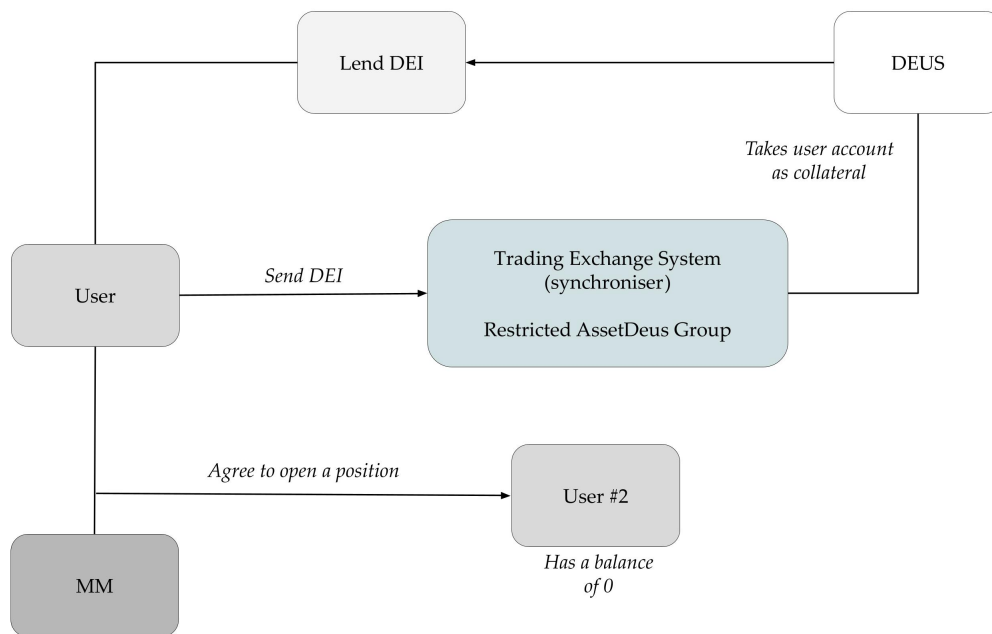 Lend DEI
DEUS
Takes user account
as collateral
User
Send DEI
Trading Exchange System
(synchroniser)
Restricted AssetDeus Group
Agree to open a position
User #2
Has a balance
of 0
MM